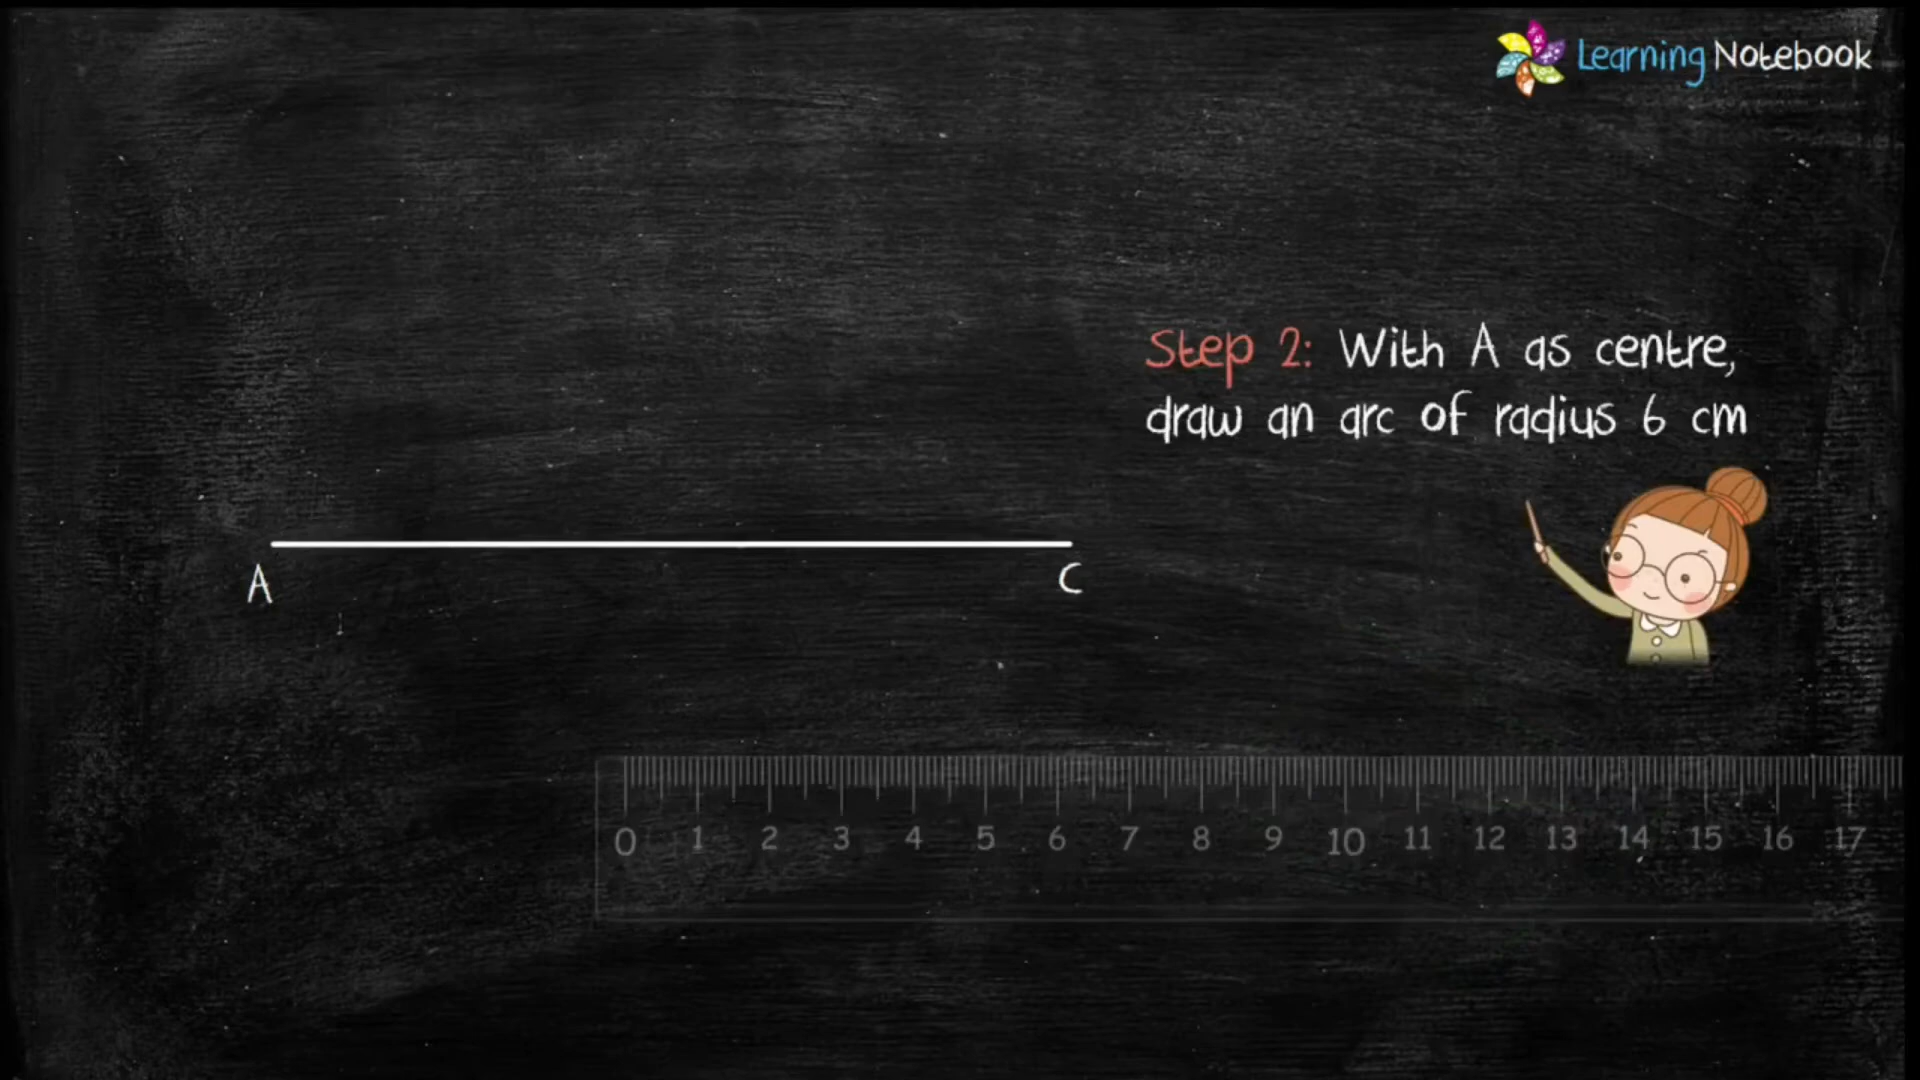 Learning Notebook
Step 2: With A as centre,
draw an arc of radius 6 cm
A C
0 1 2 3 4 5 6 7 8 9 10 11 12 13 14 15 16 17